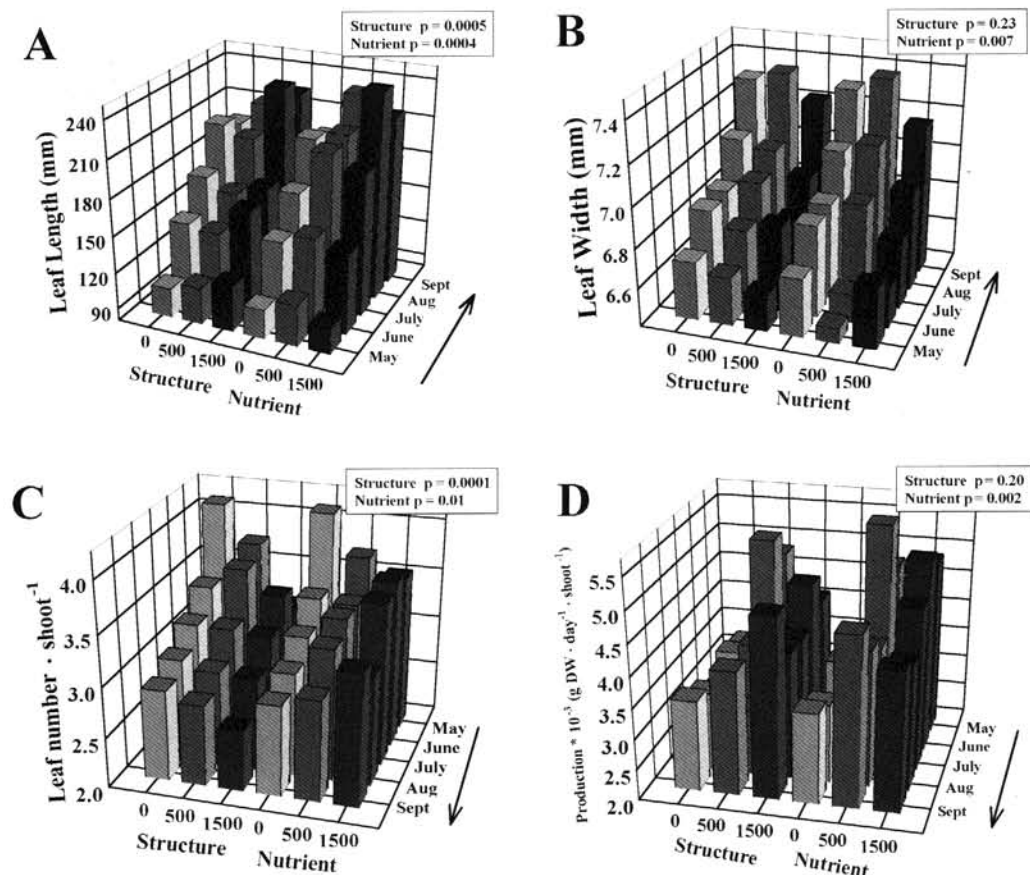 A
Structure p = 0.0005
Nutrient p = 0.0004
Leaf Length (mm)
240
210
180
150
120
90
0 500 1500 0 500 1500
Structure Nutrient
Sept
Aug
July
June
May
B
Structure p = 0.23
Nutrient p = 0.007
Leaf Width (mm)
7.4
7.2
7.0
6.8
6.6
0 500 1500 0 500 1500
Structure Nutrient
Sept
Aug
July
June
May
C
Structure p = 0.0001
Nutrient p = 0.01
Leaf number · shoot⁻¹
4.0
3.5
3.0
2.5
2.0
0 500 1500 0 500 1500
Structure Nutrient
May
June
July
Aug
Sept
D
Structure p = 0.20
Nutrient p = 0.002
Production * 10⁻³ (g DW · day⁻¹ · shoot⁻¹)
5.5
5.0
4.5
4.0
3.5
3.0
2.5
2.0
0 500 1500 0 500 1500
Structure Nutrient
May
June
July
Aug
Sept